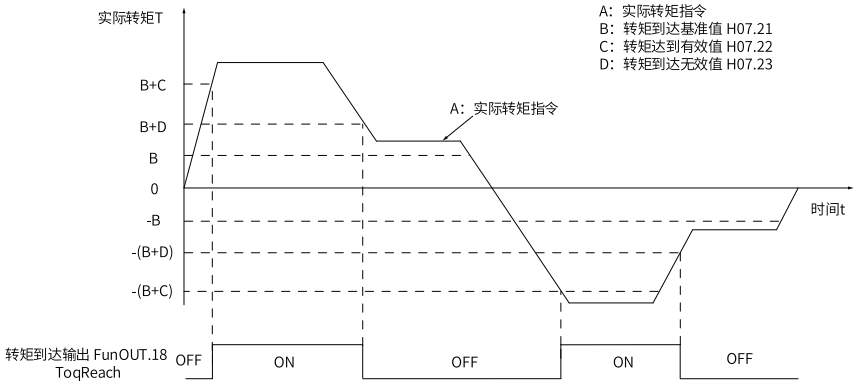 实际转矩T
A：实际转矩指令
B：转矩到达基准值 H07.21
C：转矩达到有效值 H07.22
D：转矩到达无效值 H07.23
B+C
B+D
B
0
-B
-(B+D)
-(B+C)
A：实际转矩指令
时间t
转矩到达输出 FunOUT.18
ToqReach
OFF
ON
OFF
ON
OFF